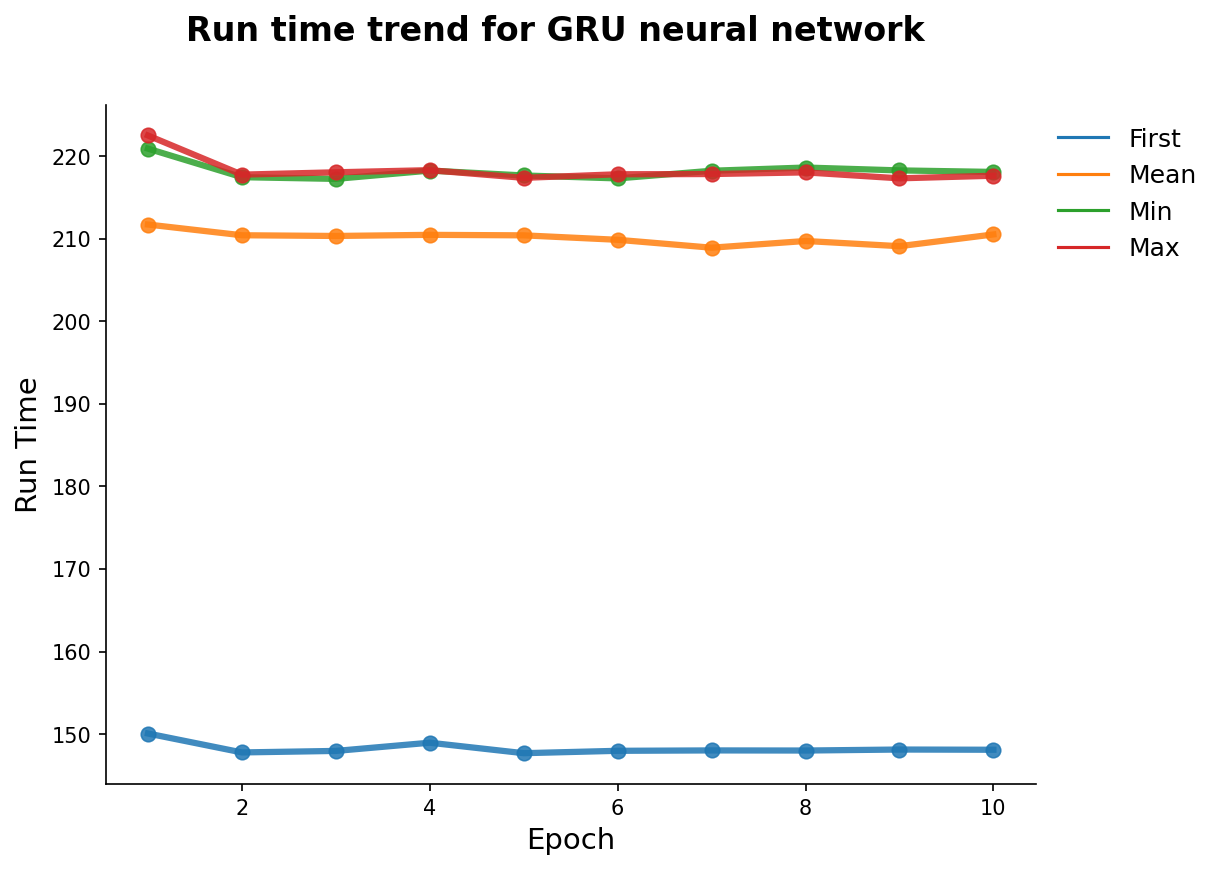 Run time trend for GRU neural network
First
Mean
Min
Max
220
210
200
190
180
170
160
150
Run Time
2 4 6 8 10
Epoch